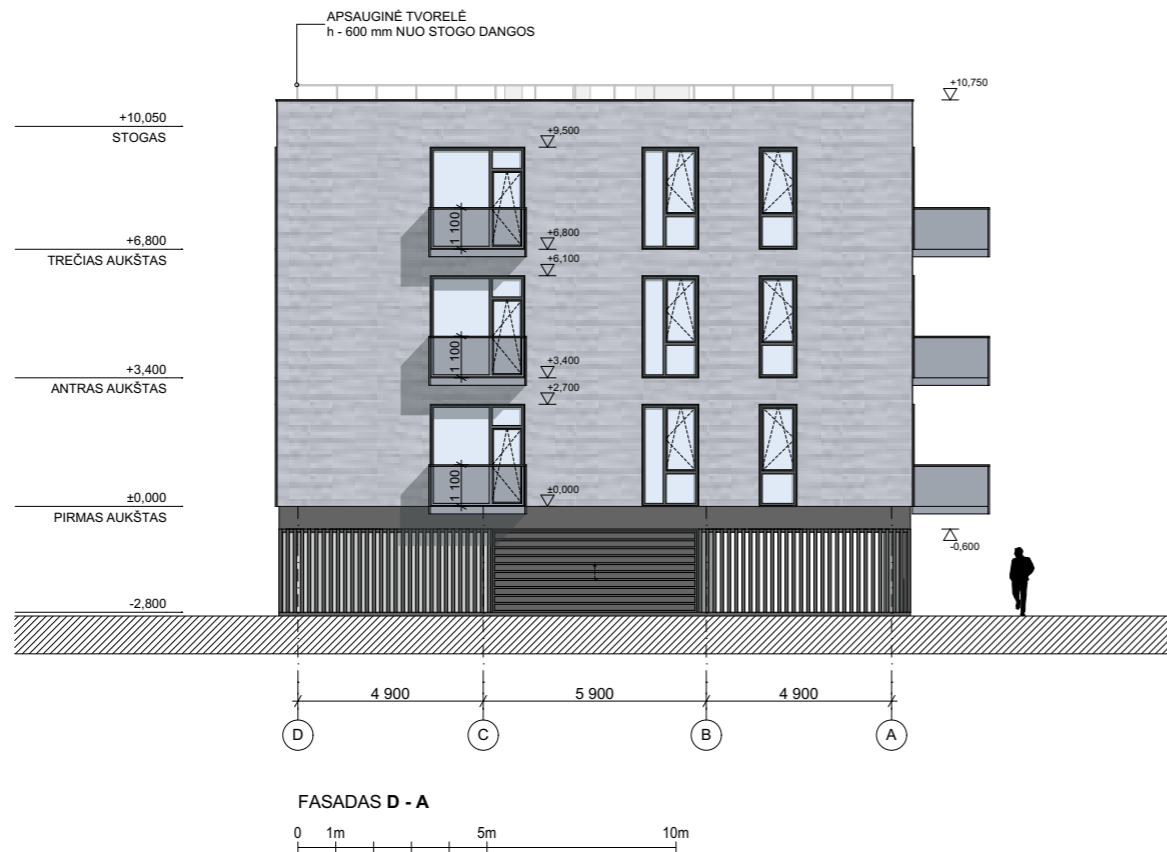 APSAUGINĖ TVORELĖ
h - 600 mm NUO STOGO DANGOS
+10,750
+10,050
STOGAS
+9,500
+6,800
TREČIAS AUKŠTAS
1 100
+6,800
+6,100
+3,400
ANTRAS AUKŠTAS
1 100
+3,400
+2,700
±0,000
PIRMAS AUKŠTAS
1 100
±0,000
-0,600
-2,800
4 900
5 900
4 900
D
C
B
A
FASADAS D - A
0 1m 5m 10m